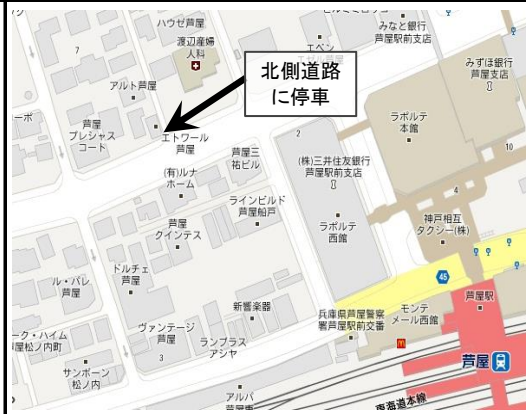 ハウゼ芦屋
7
渡辺産婦
人科
エペン
みなと銀行
芦屋駅前支店
北側道路
に停車
みずほ銀行
芦屋支店
アルト芦屋
ラポルテ
本館
芦屋
プレシャス
コート
エトワール
芦屋
2
10
芦屋三
祐ビル
(株)三井住友銀行
芦屋駅前支店
(有)ルナ
ホーム
4
ラインビルド
芦屋船戸
芦屋
クインテス
ラポルテ
西館
神戸相互
タクシー(株)
ドルチェ
芦屋
ル・パレ
芦屋
45
芦屋駅
新響楽器
兵庫県芦屋警察
署芦屋駅前交番
モンテ
メール西館
ーク・ハイム
屋松ノ内町
ヴァンテージ
芦屋
ランプラス
アシヤ
3
芦屋
サンボーン
松ノ内
アルパ
東海道本線